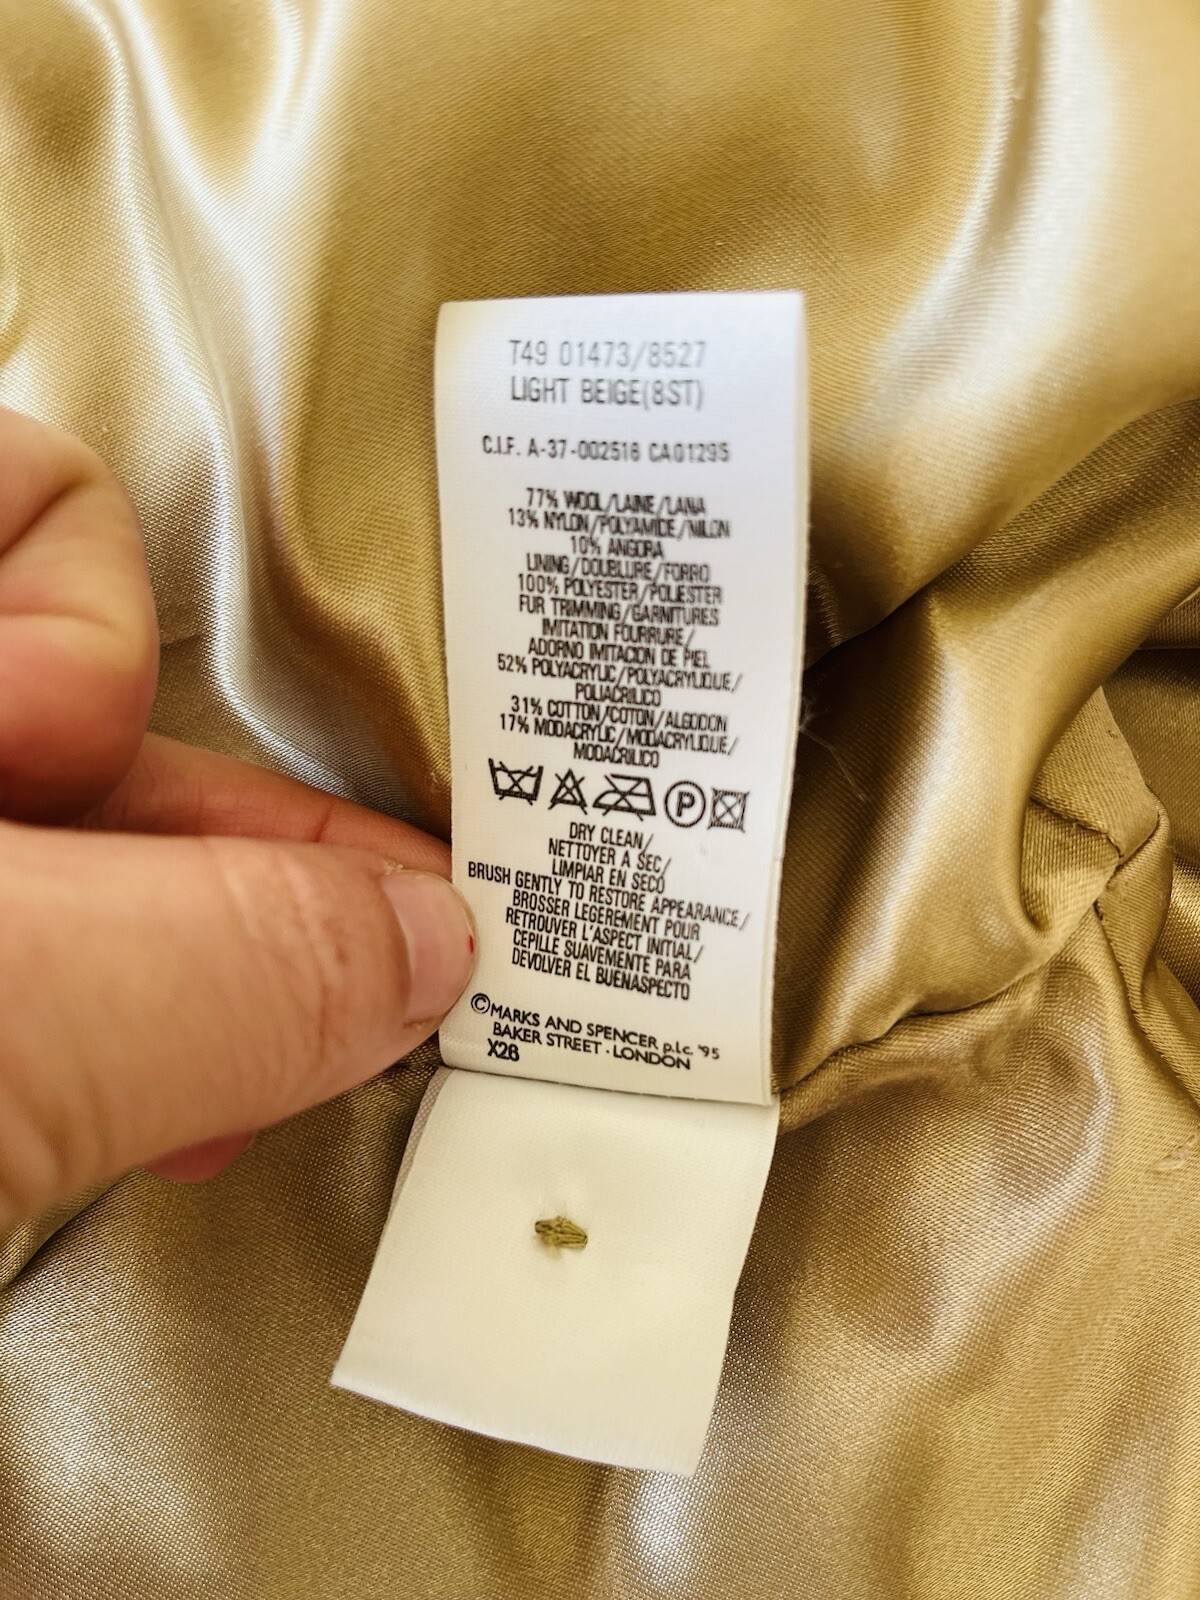 T49 01473/8527
LIGHT BEIGE(8ST)
C.I.F. A-37-002516 CA01295
77% WOOL/LAINE/LANA
13% NYLON/POLYAMIDE/NILON
10% ANGORA
LINING/DOUBLURE/FORRO
100% POLYESTER/POLIESTER
FUR TRIMMING/GARNITURES
IMITATION FOURRURE/
ADORNO IMITACION DE PIEL
52% POLYACRYLIC/POLYACRYLIQUE/
POLIACRILICO
31% COTTON/COTON/ALGODON
17% MODACRYLIC/MODACRYLIQUE/
MODACRILICO
P
DRY CLEAN/
NETTOYER A SEC/
LIMPIAR EN SECO
BRUSH GENTLY TO RESTORE APPEARANCE/
BROSSER LEGEREMENT POUR
RETROUVER L'ASPECT INITIAL/
CEPILLE SUAVEMENTE PARA
DEVOLVER EL BUENASPECTO
©MARKS AND SPENCER p.l.c. '95
BAKER STREET · LONDON
X28